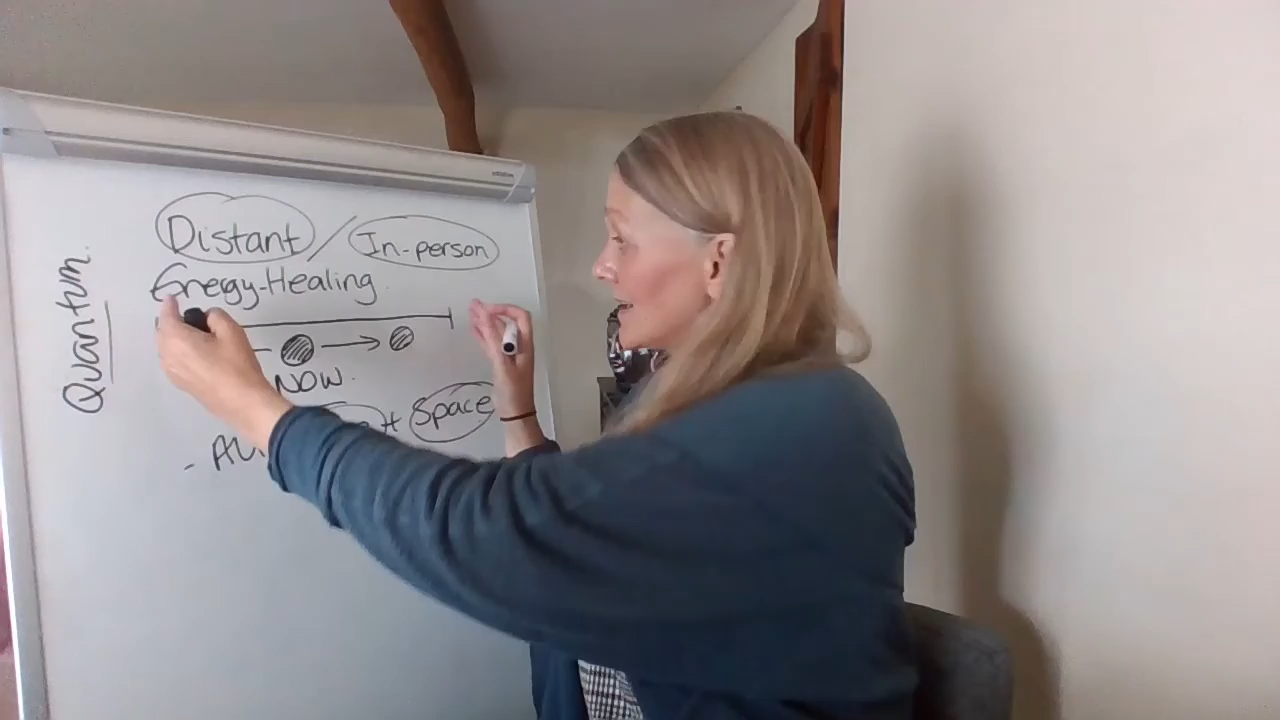 Quantum.
Distant / In-person
Energy-Healing
NOW.
+ Space